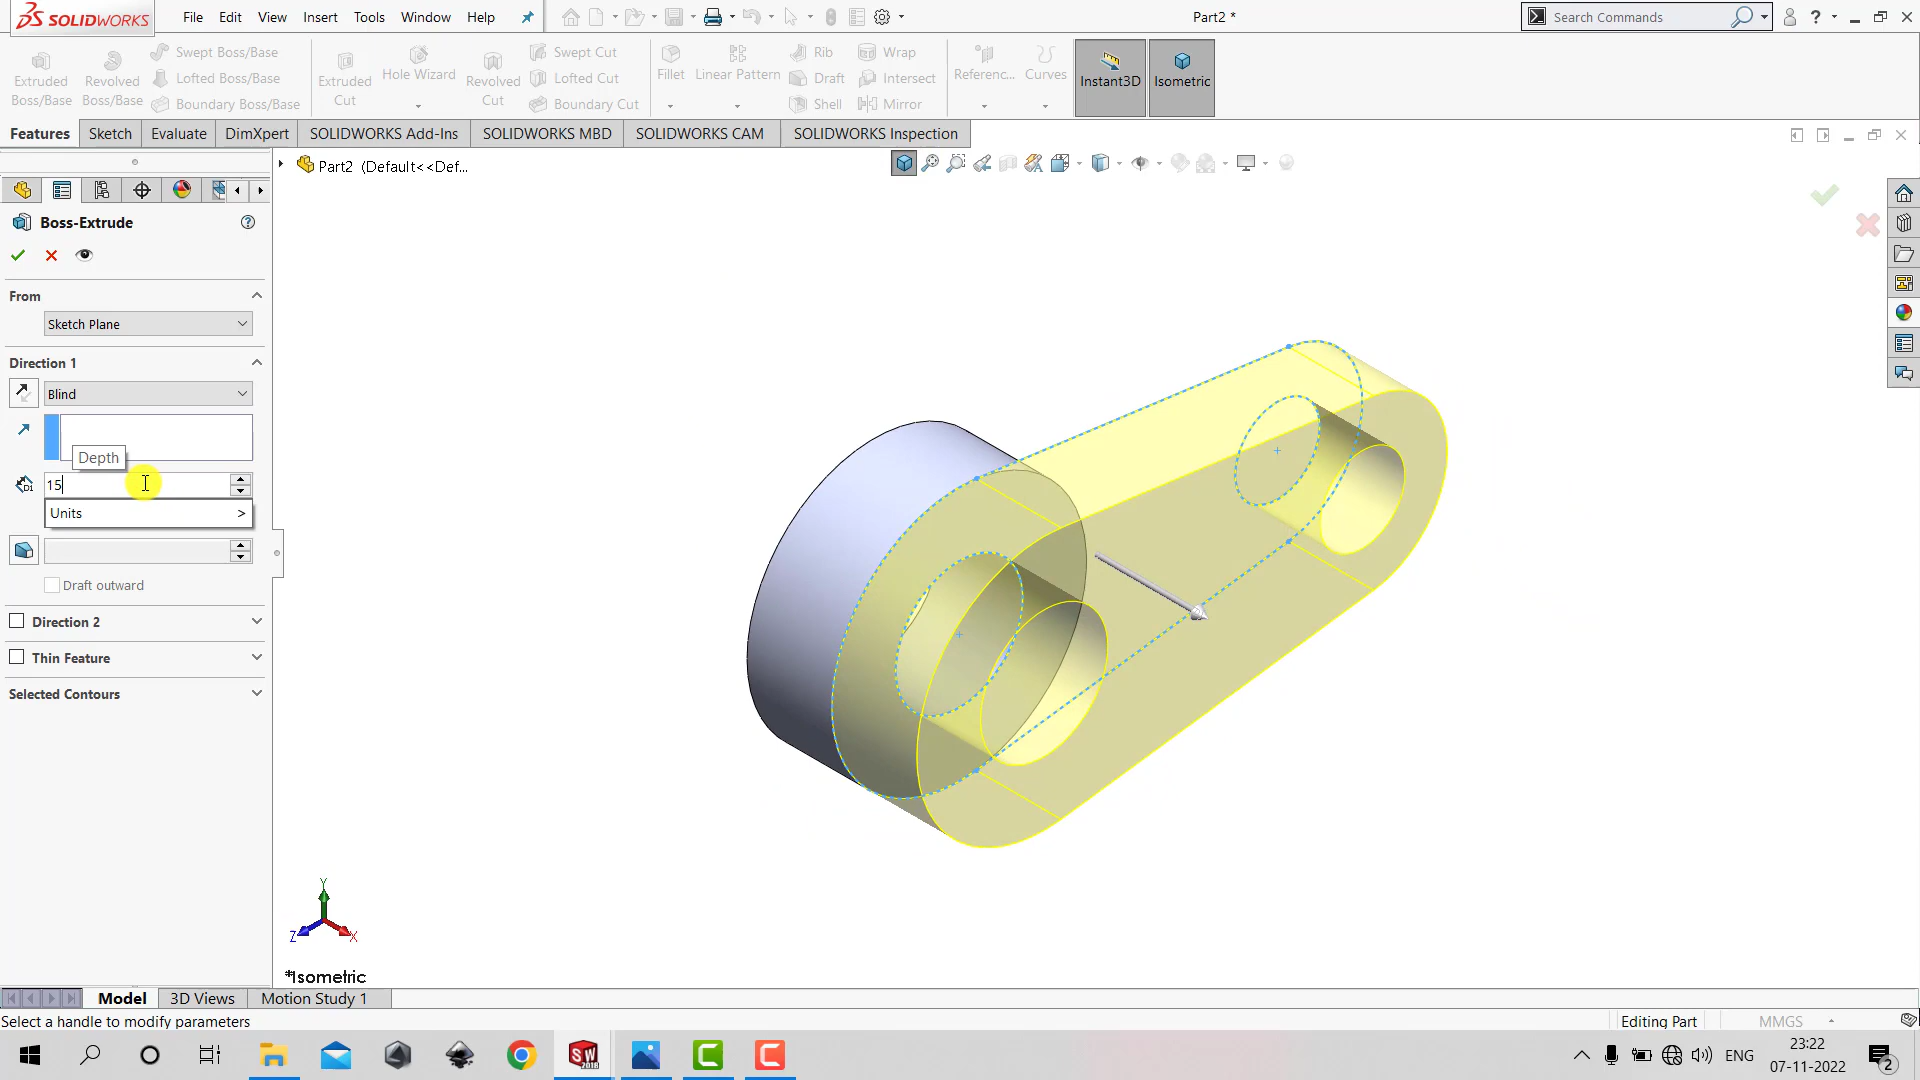 SOLIDWORKS
File Edit View Insert Tools Window Help
Part2 *
Search Commands
Extruded Boss/Base
Revolved Boss/Base
Swept Boss/Base
Lofted Boss/Base
Boundary Boss/Base
Extruded Cut
Hole Wizard
Revolved Cut
Swept Cut
Lofted Cut
Boundary Cut
Fillet
Linear Pattern
Rib
Draft
Shell
Wrap
Intersect
Mirror
Referenc...
Curves
Instant3D
Isometric
Features Sketch Evaluate DimXpert SOLIDWORKS Add-Ins SOLIDWORKS MBD SOLIDWORKS CAM SOLIDWORKS Inspection
Part2 (Default<<Def...
Boss-Extrude
From
Sketch Plane
Direction 1
Blind
Depth
15
Units >
Draft outward
Direction 2
Thin Feature
Selected Contours
Y
Z
X
*Isometric
Model 3D Views Motion Study 1
Select a handle to modify parameters
Editing Part
MMGS
SW
2018
ENG
23:22
07-11-2022
2